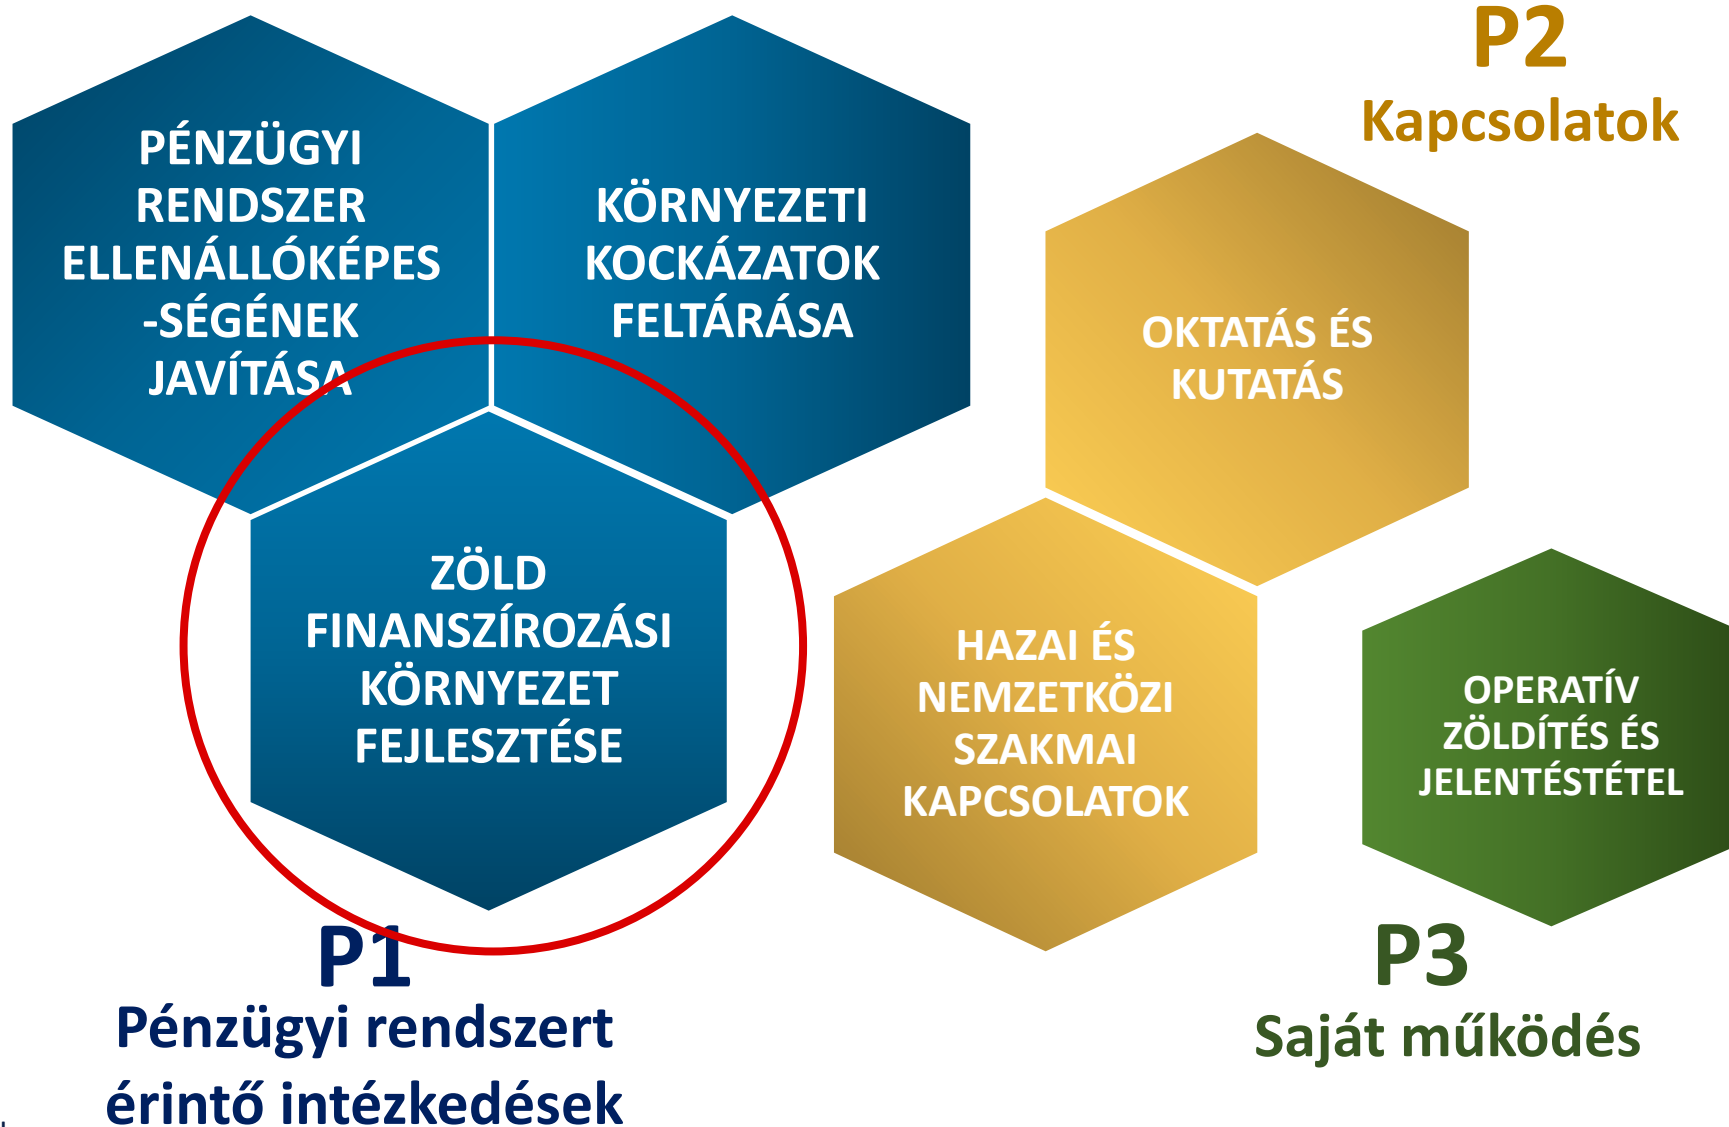 PÉNZÜGYI
RENDSZER
ELLENÁLLÓKÉPES
-SÉGÉNEK
JAVÍTÁSA
KÖRNYEZETI
KOCKÁZATOK
FELTÁRÁSA
ZÖLD
FINANSZÍROZÁSI
KÖRNYEZET
FEJLESZTÉSE
P1
Pénzügyi rendszert
érintő intézkedések
P2
Kapcsolatok
OKTATÁS ÉS
KUTATÁS
HAZAI ÉS
NEMZETKÖZI
SZAKMAI
KAPCSOLATOK
OPERATÍV
ZÖLDÍTÉS ÉS
JELENTÉSTÉTEL
P3
Saját működés